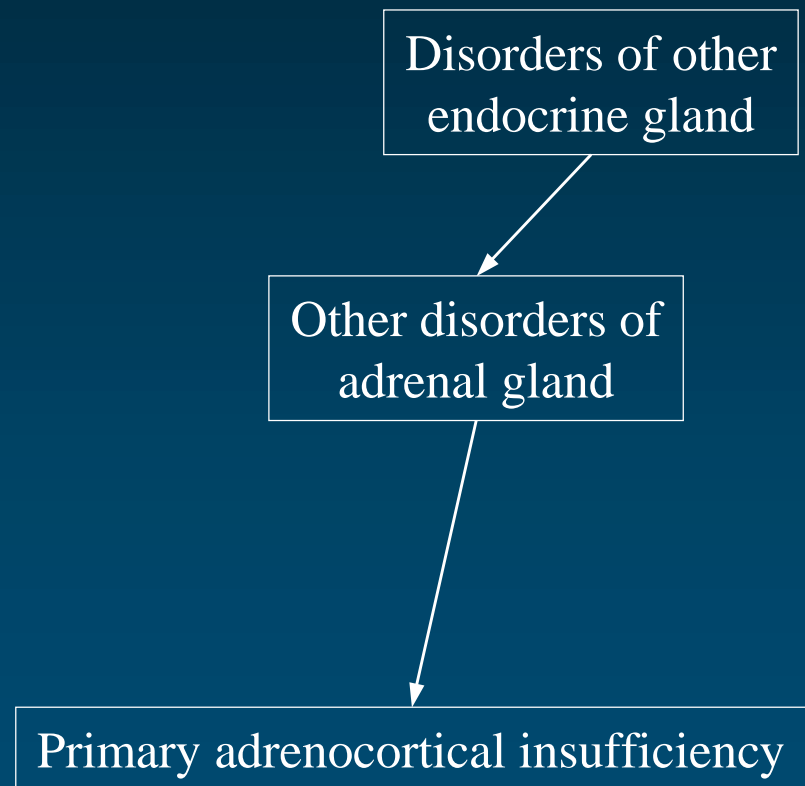 Disorders of other
endocrine gland
Other disorders of
adrenal gland
Primary adrenocortical insufficiency